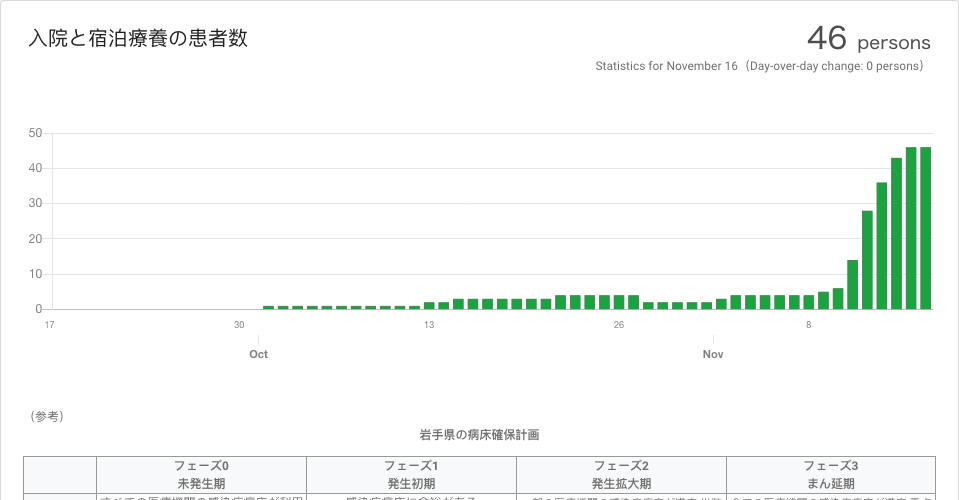 入院と宿泊療養の患者数
46 persons
Statistics for November 16（Day-over-day change: 0 persons）
50
40
30
20
10
0
17 30 13 26 8
Oct Nov
（参考）
岩手県の病床確保計画
フェーズ0 フェーズ1 フェーズ2 フェーズ3
未発生期 発生初期 発生拡大期 まん延期